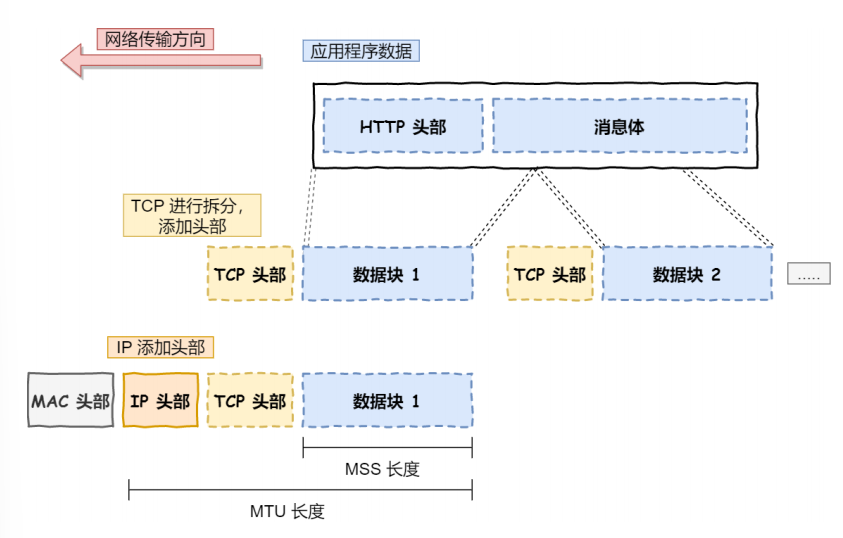 网络传输方向
应用程序数据
HTTP 头部
消息体
TCP 进行拆分，
添加头部
TCP 头部
数据块 1
TCP 头部
数据块 2
.....
IP 添加头部
MAC 头部
IP 头部
TCP 头部
数据块 1
MSS 长度
MTU 长度